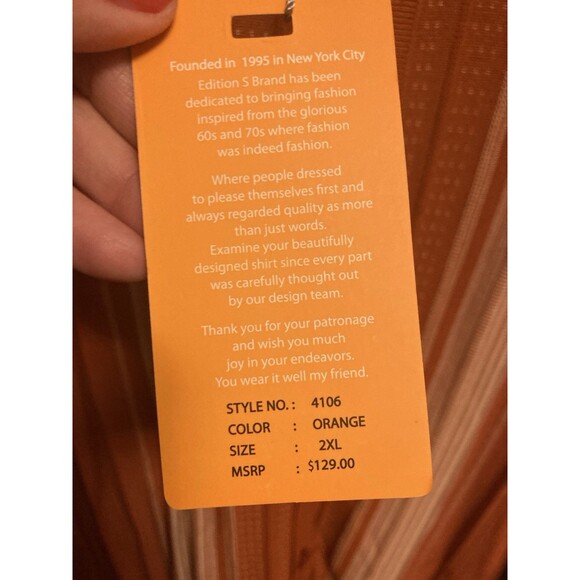 Founded in 1995 in New York City
Edition S Brand has been
dedicated to bringing fashion
inspired from the glorious
60s and 70s where fashion
was indeed fashion.
Where people dressed
to please themselves first and
always regarded quality as more
than just words.
Examine your beautifully
designed shirt since every part
was carefully thought out
by our design team.
Thank you for your patronage
and wish you much
joy in your endeavors.
You wear it well my friend.
STYLE NO. : 4106
COLOR : ORANGE
SIZE : 2XL
MSRP : $129.00